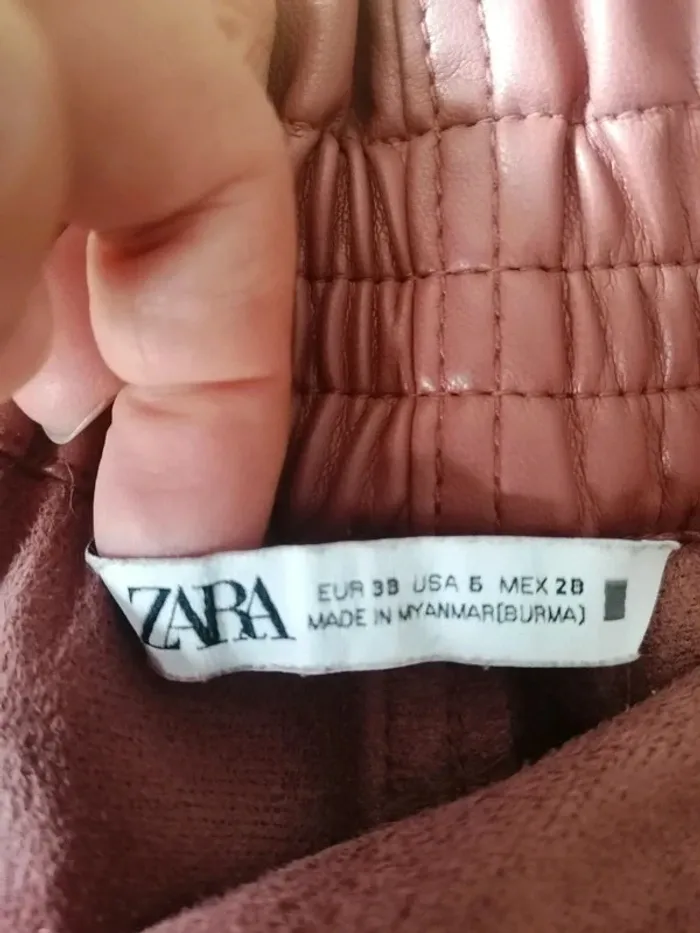 ZARA
EUR 38 USA 6 MEX 28
MADE IN MYANMAR(BURMA)